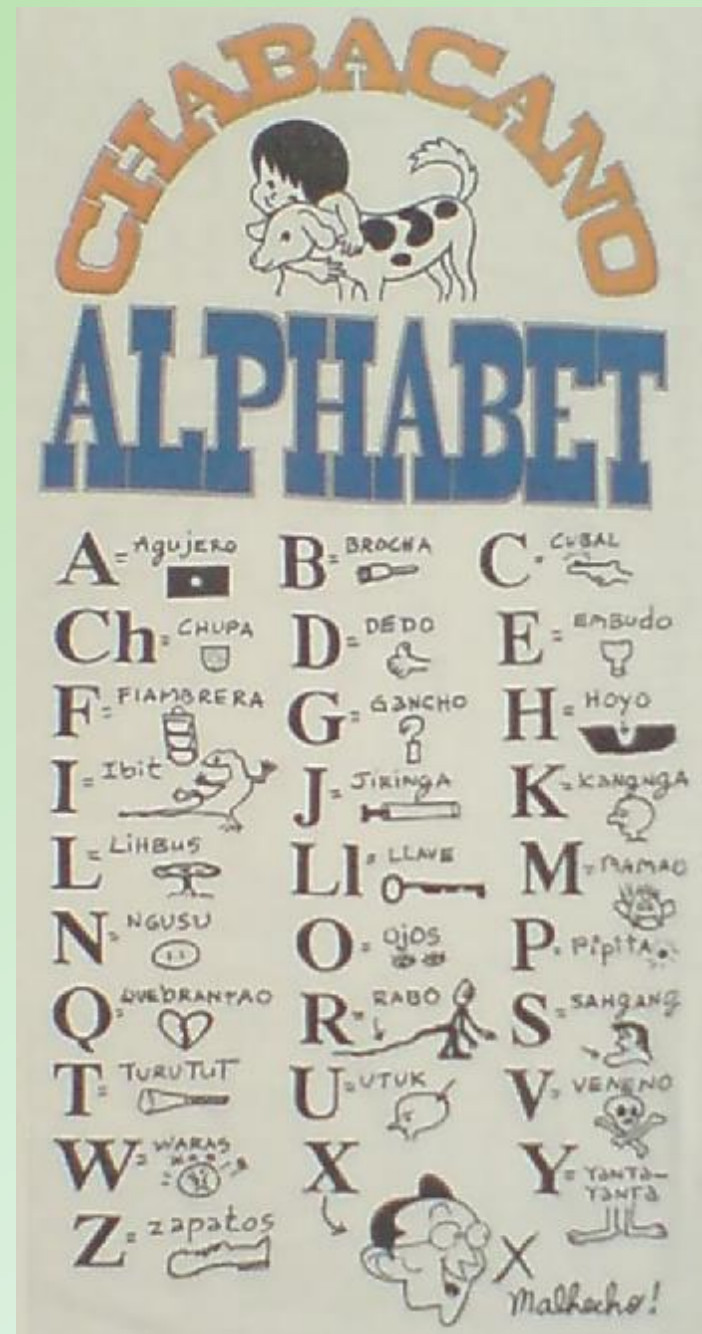 CHABACANO
ALPHABET
A = Agujero B = BROCHA C = CUBAL
Ch = CHUPA D = DEDO E = EMBudo
F = FIAMBRERA G = GANCHO H = HOYO
I = Ibit J = JIRINGA K = KANGNGA
L = LiHBUS Ll = LLAVE M = MAMAO
N = NGUSU O = OjOS P = PipitA
Q = QUEBRANTAO R = RABO S = SAHGANG
T = TURUTUT U = UTUK V = VENENO
W = WARAS X Y = YANTA-
YANTA
Z = zapatos X Malhecho!